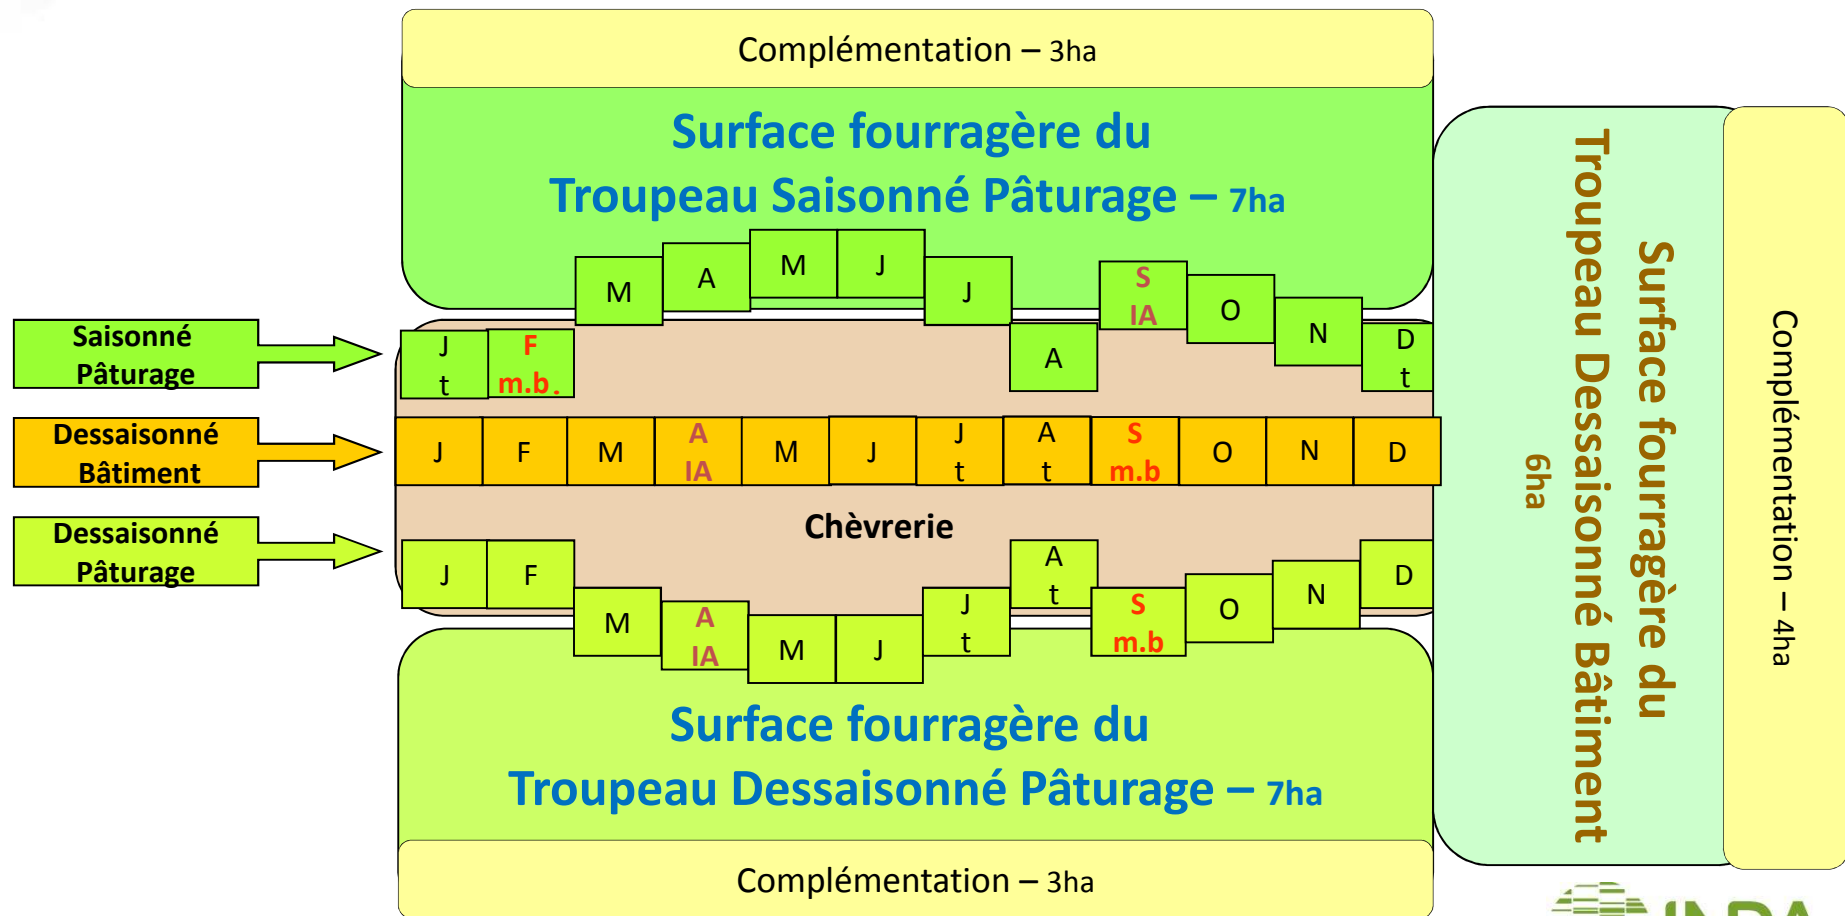 Complémentation – 3ha
Surface fourragère du
Troupeau Saisonné Pâturage – 7ha
Saisonné
Pâturage
J
t
F
m.b.
M
A
M
J
J
A
S
IA
O
N
D
t
Dessaisonné
Bâtiment
J
F
M
A
IA
M
J
J
t
A
t
S
m.b
O
N
D
Chèvrerie
Dessaisonné
Pâturage
J
F
M
A
IA
M
J
J
t
A
t
S
m.b
O
N
D
Surface fourragère du
Troupeau Dessaisonné Pâturage – 7ha
Complémentation – 3ha
Surface fourragère du
Troupeau Dessaisonné Bâtiment
6ha
Complémentation – 4ha